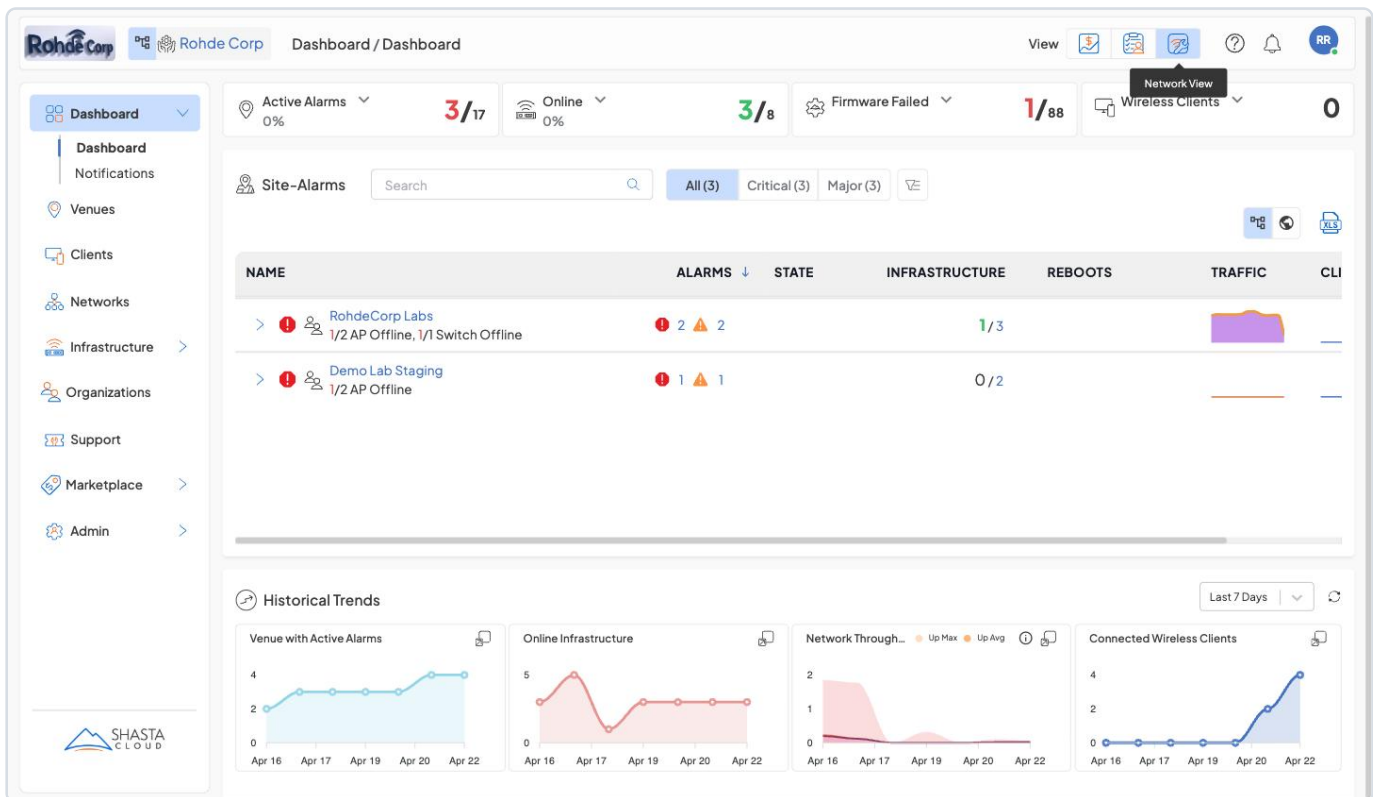 Rohde Corp
Rohde Corp
Dashboard / Dashboard
View
RR
Network View
Dashboard
Dashboard
Notifications
Venues
Clients
Networks
Infrastructure
Organizations
Support
Marketplace
Admin
SHASTA
CLOUD
Active Alarms
0%
3/17
Online
0%
3/8
Firmware Failed
1/88
Wireless Clients
0
Site-Alarms
Search
All (3)
Critical (3)
Major (3)
XLS
NAME ALARMS ↓ STATE INFRASTRUCTURE REBOOTS TRAFFIC CLI
RohdeCorp Labs
1/2 AP Offline, 1/1 Switch Offline
2 2
1/3
Demo Lab Staging
1/2 AP Offline
1 1
0/2
Historical Trends
Last 7 Days
Venue with Active Alarms
4
2
0
Apr 16 Apr 17 Apr 19 Apr 20 Apr 22
Online Infrastructure
5
0
Apr 16 Apr 17 Apr 19 Apr 20 Apr 22
Network Through... Up Max Up Avg
2
1
0
Apr 16 Apr 17 Apr 19 Apr 20 Apr 22
Connected Wireless Clients
4
2
0
Apr 16 Apr 17 Apr 19 Apr 20 Apr 22